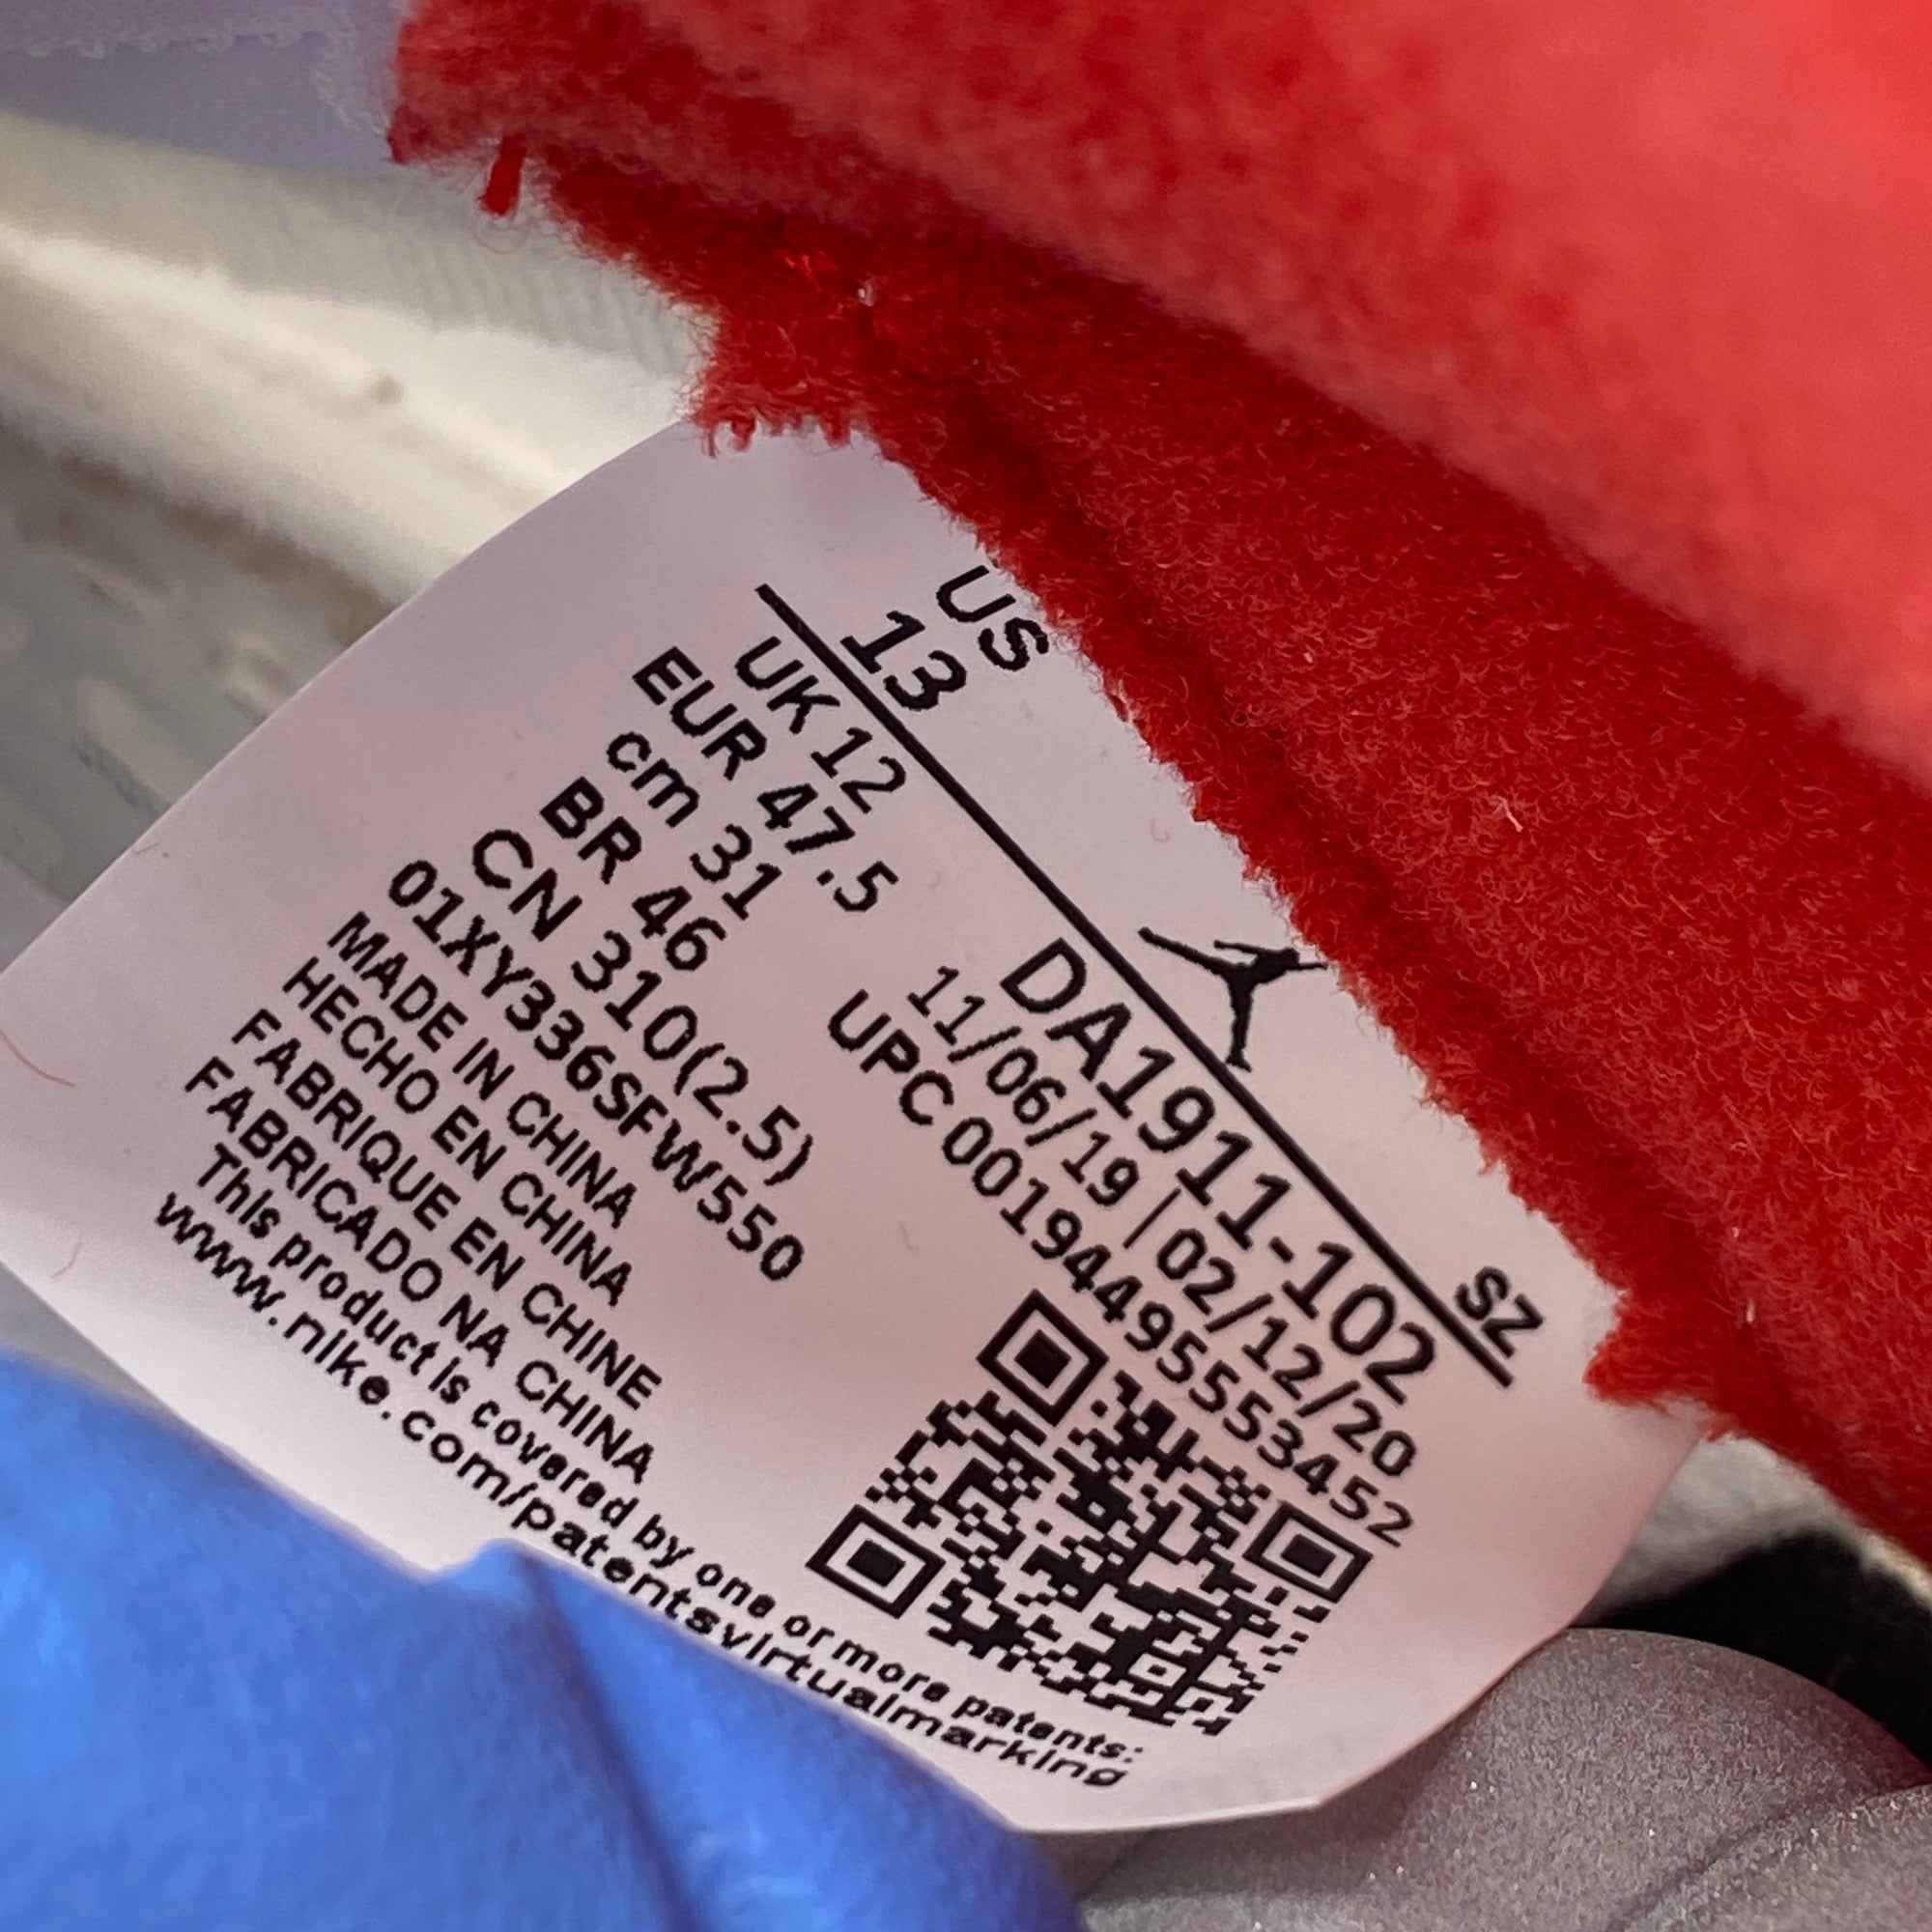 US
13
SZ
UK 12
EUR 47.5
cm 31
BR 46
CN 310(2.5)
01XY336SFW550
MADE IN CHINA
HECHO EN CHINA
FABRIQUE EN CHINE
FABRICADO NA CHINA
This product is covered by one or more patents:
www.nike.com/patentsvirtualmarking
DA1911-102
11/06/19 | 02/12/20
UPC 00194495553452